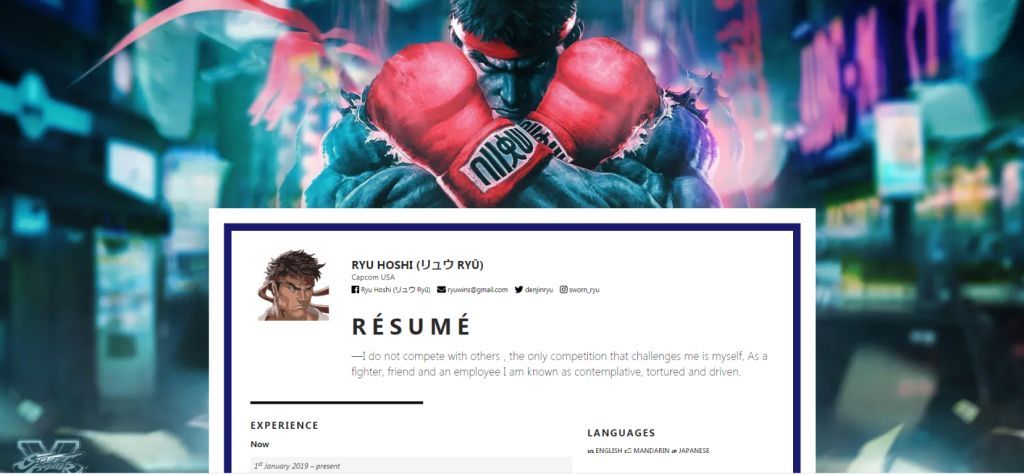 RYU HOSHI (リュウ RYŪ)
Capcom USA
Ryu Hoshi (リュウ Ryū) ryuwins@gmail.com denjinryu sworn_ryu
RÉSUMÉ
—I do not compete with others , the only competition that challenges me is myself. As a
fighter, friend and an employee I am known as contemplative, tortured and driven.
EXPERIENCE
Now
1st January 2019 – present
LANGUAGES
us ENGLISH MANDARIN JP JAPANESE